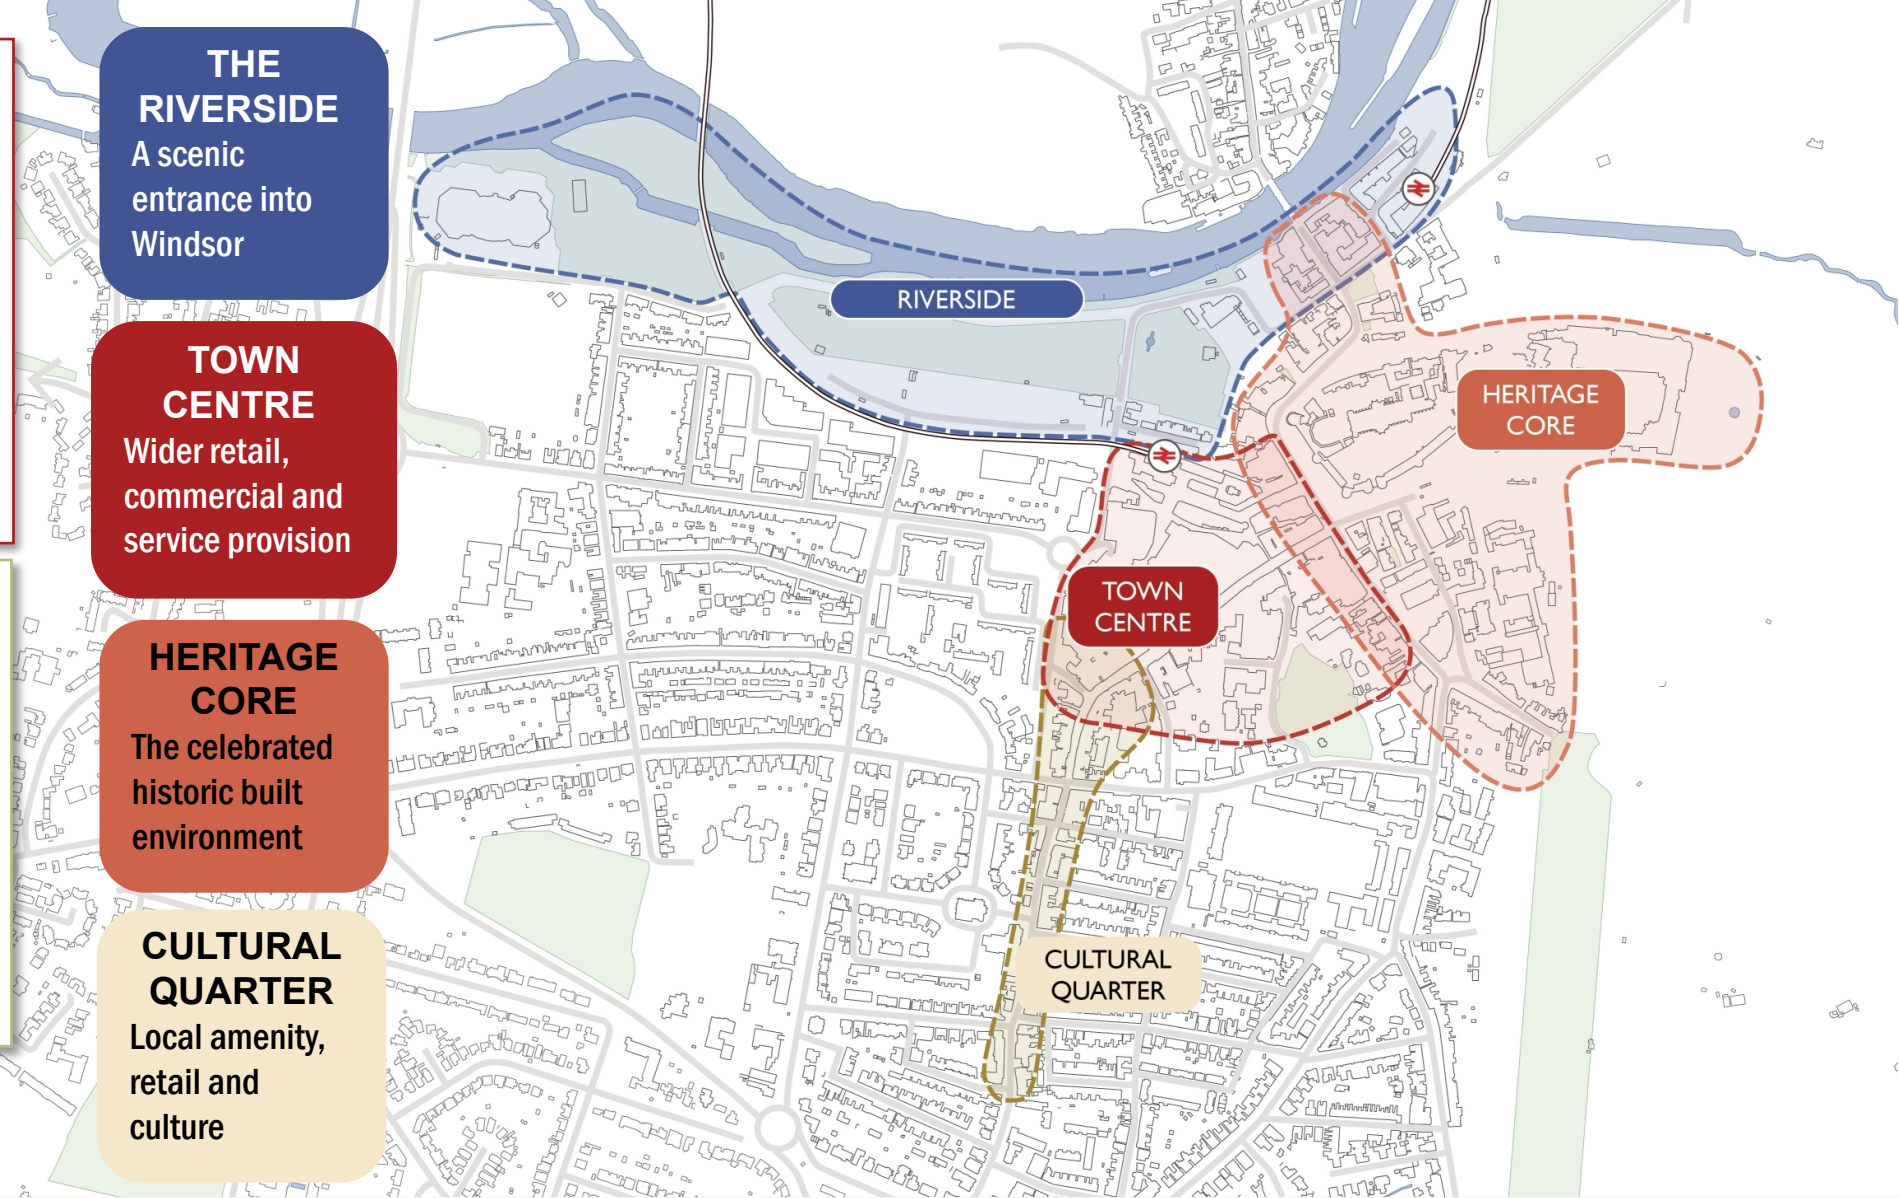 THE
RIVERSIDE
A scenic
entrance into
Windsor
TOWN
CENTRE
Wider retail,
commercial and
service provision
HERITAGE
CORE
The celebrated
historic built
environment
CULTURAL
QUARTER
Local amenity,
retail and
culture
RIVERSIDE
HERITAGE
CORE
TOWN
CENTRE
CULTURAL
QUARTER